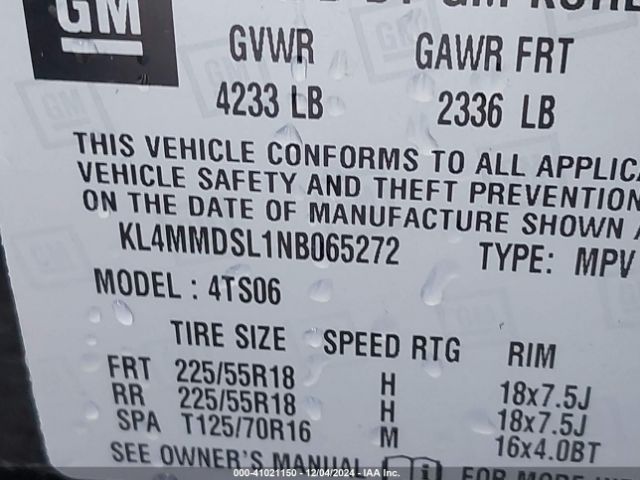 GM
GVWR GAWR FRT
4233 LB 2336 LB
THIS VEHICLE CONFORMS TO ALL
VEHICLE SAFETY AND THEFT PREVENTION
ON THE DATE OF MANUFACTURE SHOWN
KL4MMDSL1NB065272 TYPE: MPV
MODEL : 4TS06
TIRE SIZE SPEED RTG RIM
FRT 225/55R18 H 18x7.5J
RR 225/55R18 H 18x7.5J
SPA T125/70R16 M 16x4.0BT
SEE OWNER'S MANUAL FOR MORE
000-41021150 - 12/04/2024 - IAA Inc.